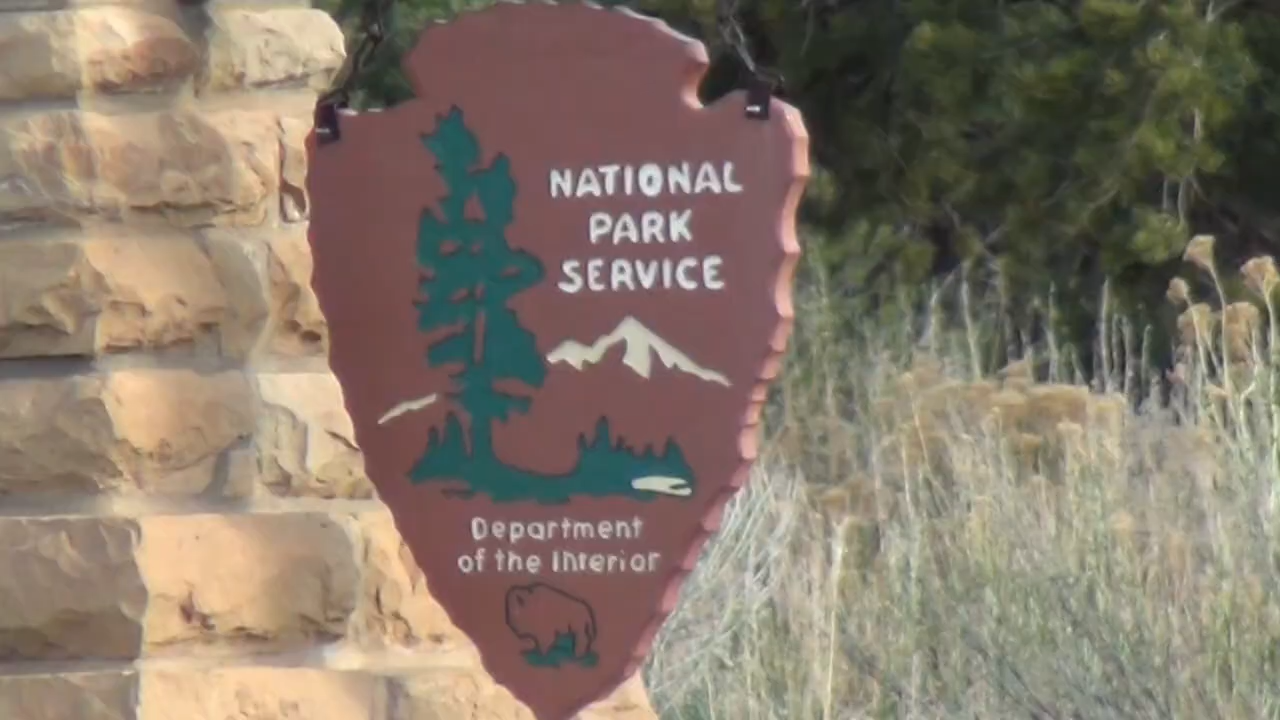 NATIONAL
PARK
SERVICE
Department
of the Interior